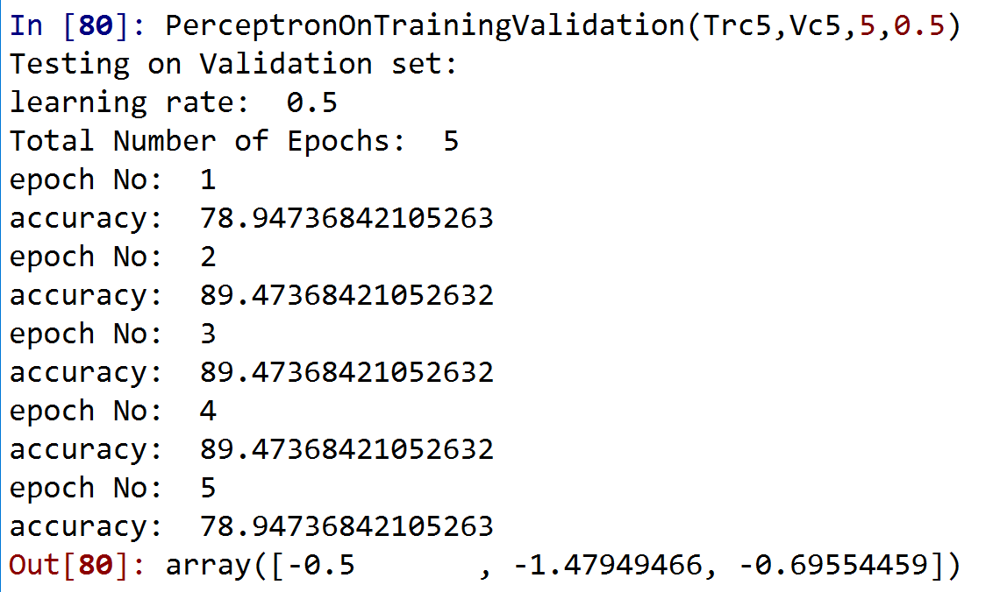 In [80]: PerceptronOnTrainingValidation(Trc5,Vc5,5,0.5)
Testing on Validation set:
learning rate:  0.5
Total Number of Epochs:  5
epoch No:  1
accuracy:  78.94736842105263
epoch No:  2
accuracy:  89.47368421052632
epoch No:  3
accuracy:  89.47368421052632
epoch No:  4
accuracy:  89.47368421052632
epoch No:  5
accuracy:  78.94736842105263
Out[80]: array([-0.5       , -1.47949466, -0.69554459])